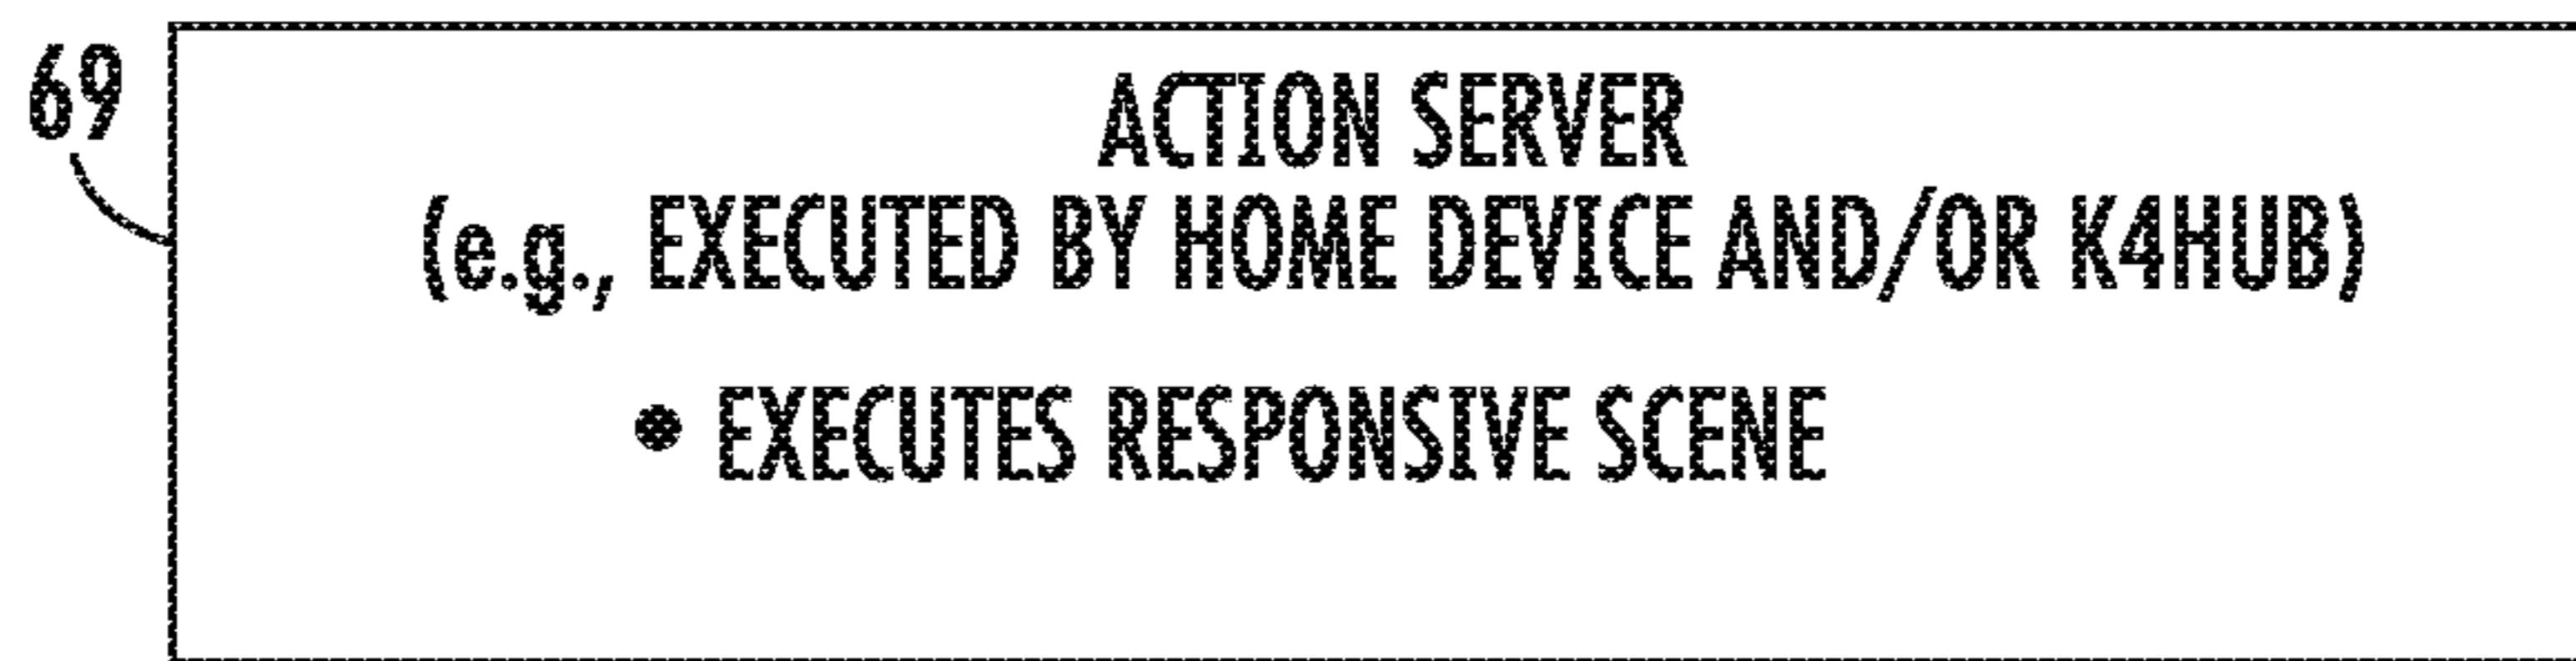 69
ACTION SERVER
(e.g., EXECUTED BY HOME DEVICE AND/OR K4HUB)
• EXECUTES RESPONSIVE SCENE